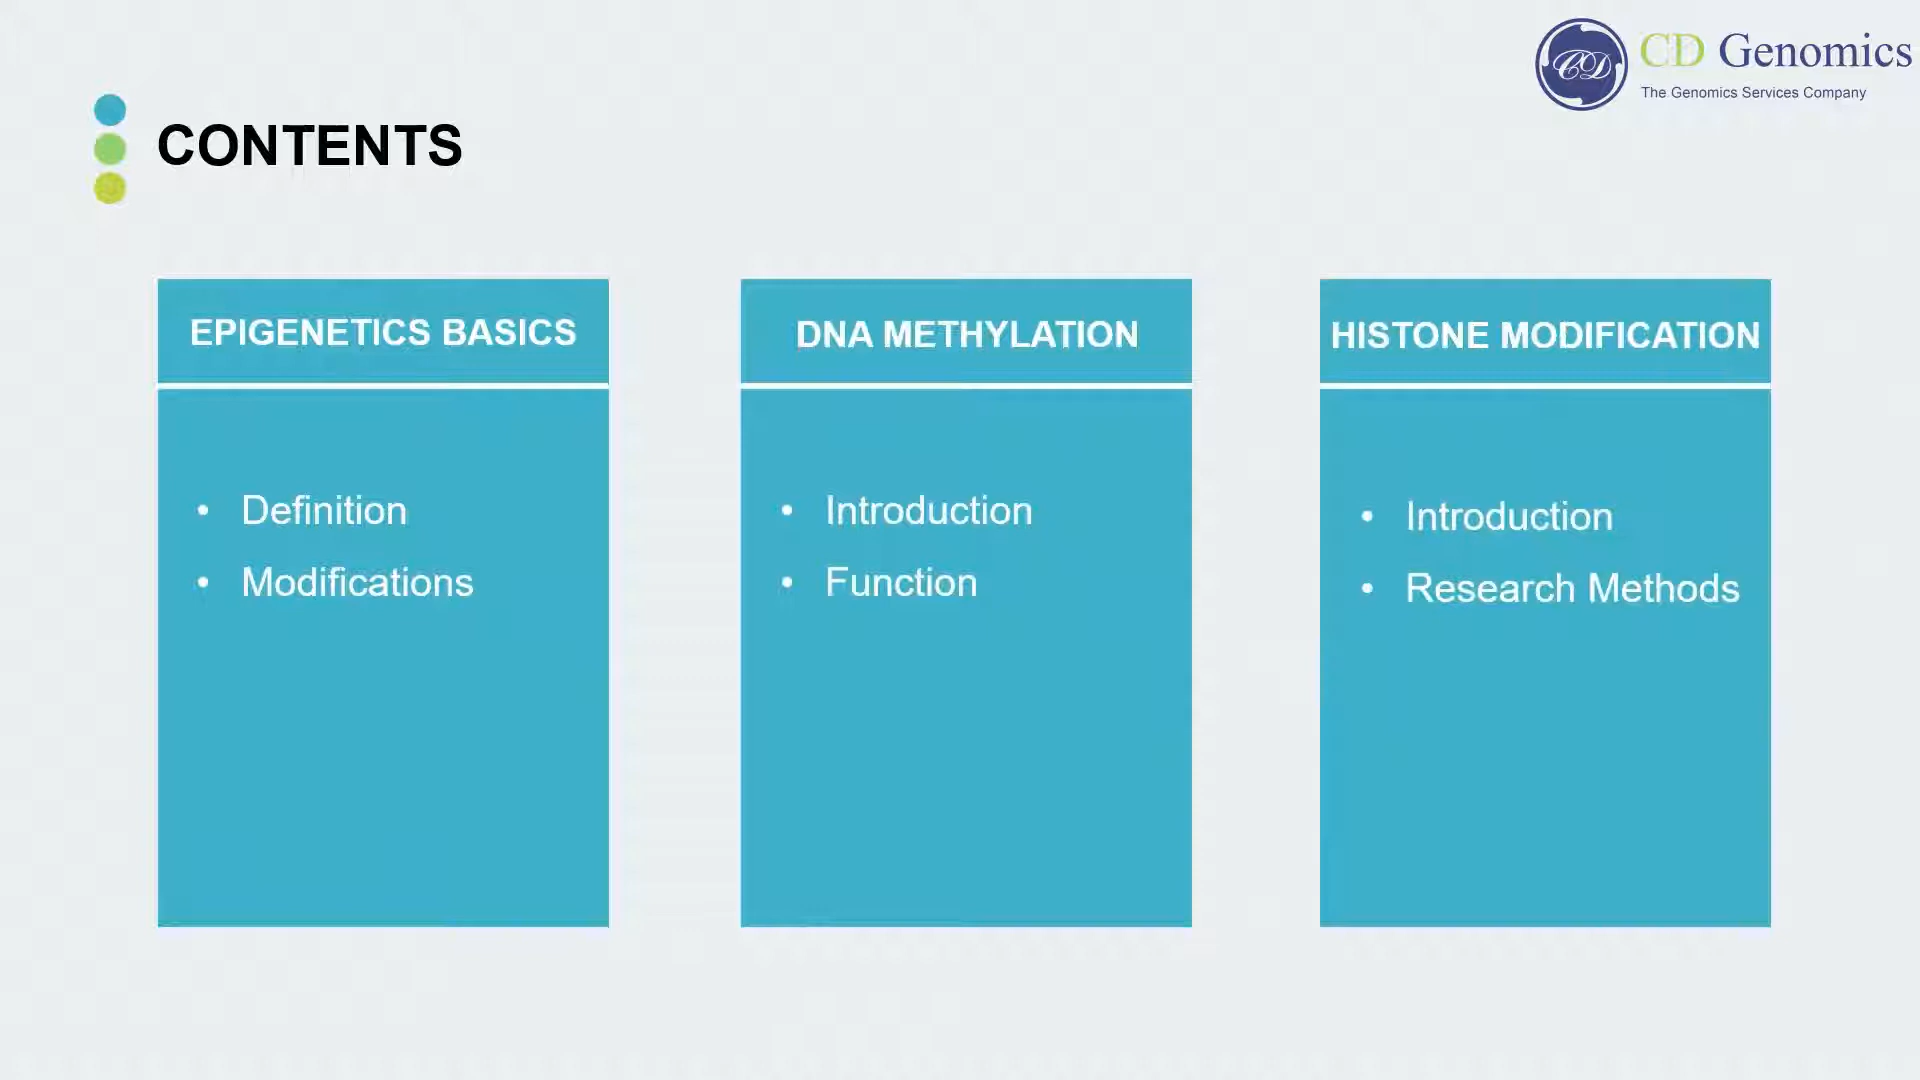 CD Genomics
The Genomics Services Company
CONTENTS
EPIGENETICS BASICS
• Definition
• Modifications
DNA METHYLATION
• Introduction
• Function
HISTONE MODIFICATION
• Introduction
• Research Methods